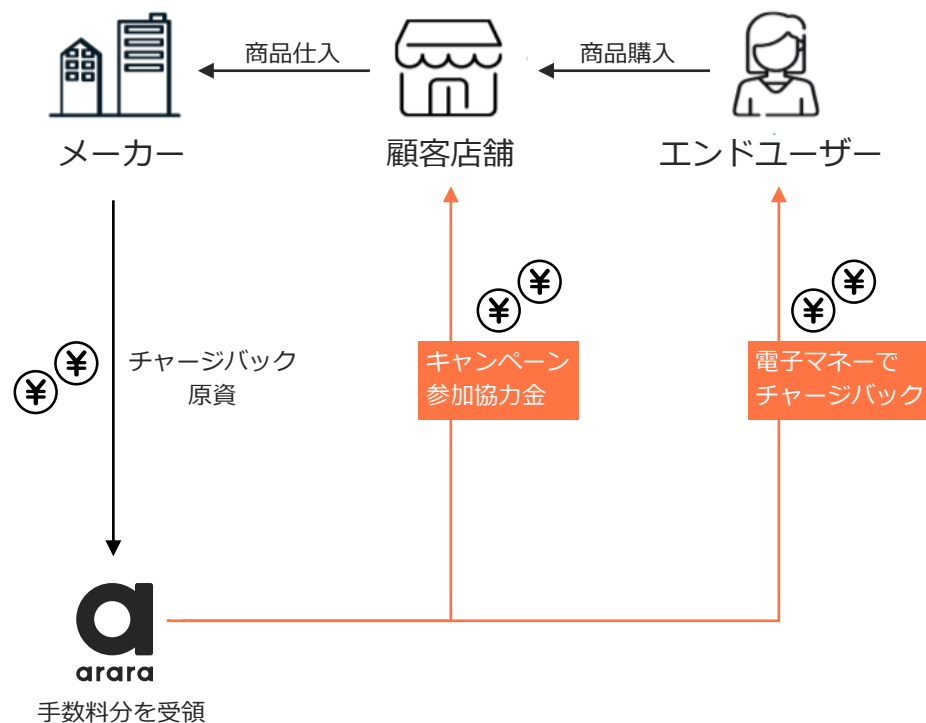 商品仕入
商品購入
メーカー
顧客店舗
エンドユーザー
¥
¥
¥
¥
¥
¥
チャージバック
原資
キャンペーン
参加協力金
電子マネーで
チャージバック
a
arara
手数料分を受領